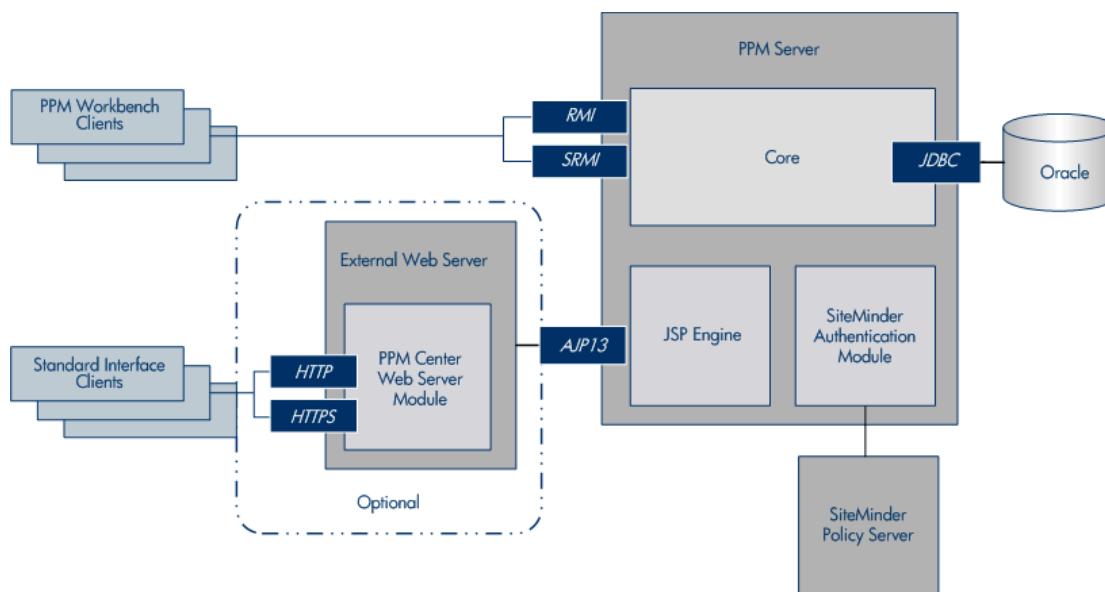 PPM Server
PPM Workbench
Clients
RMI
SRMI
Core
JDBC
Oracle
External Web Server
PPM Center
Web Server
Module
HTTP
HTTPS
Standard Interface
Clients
AJP13
JSP Engine
SiteMinder
Authentication
Module
Optional
SiteMinder
Policy Server